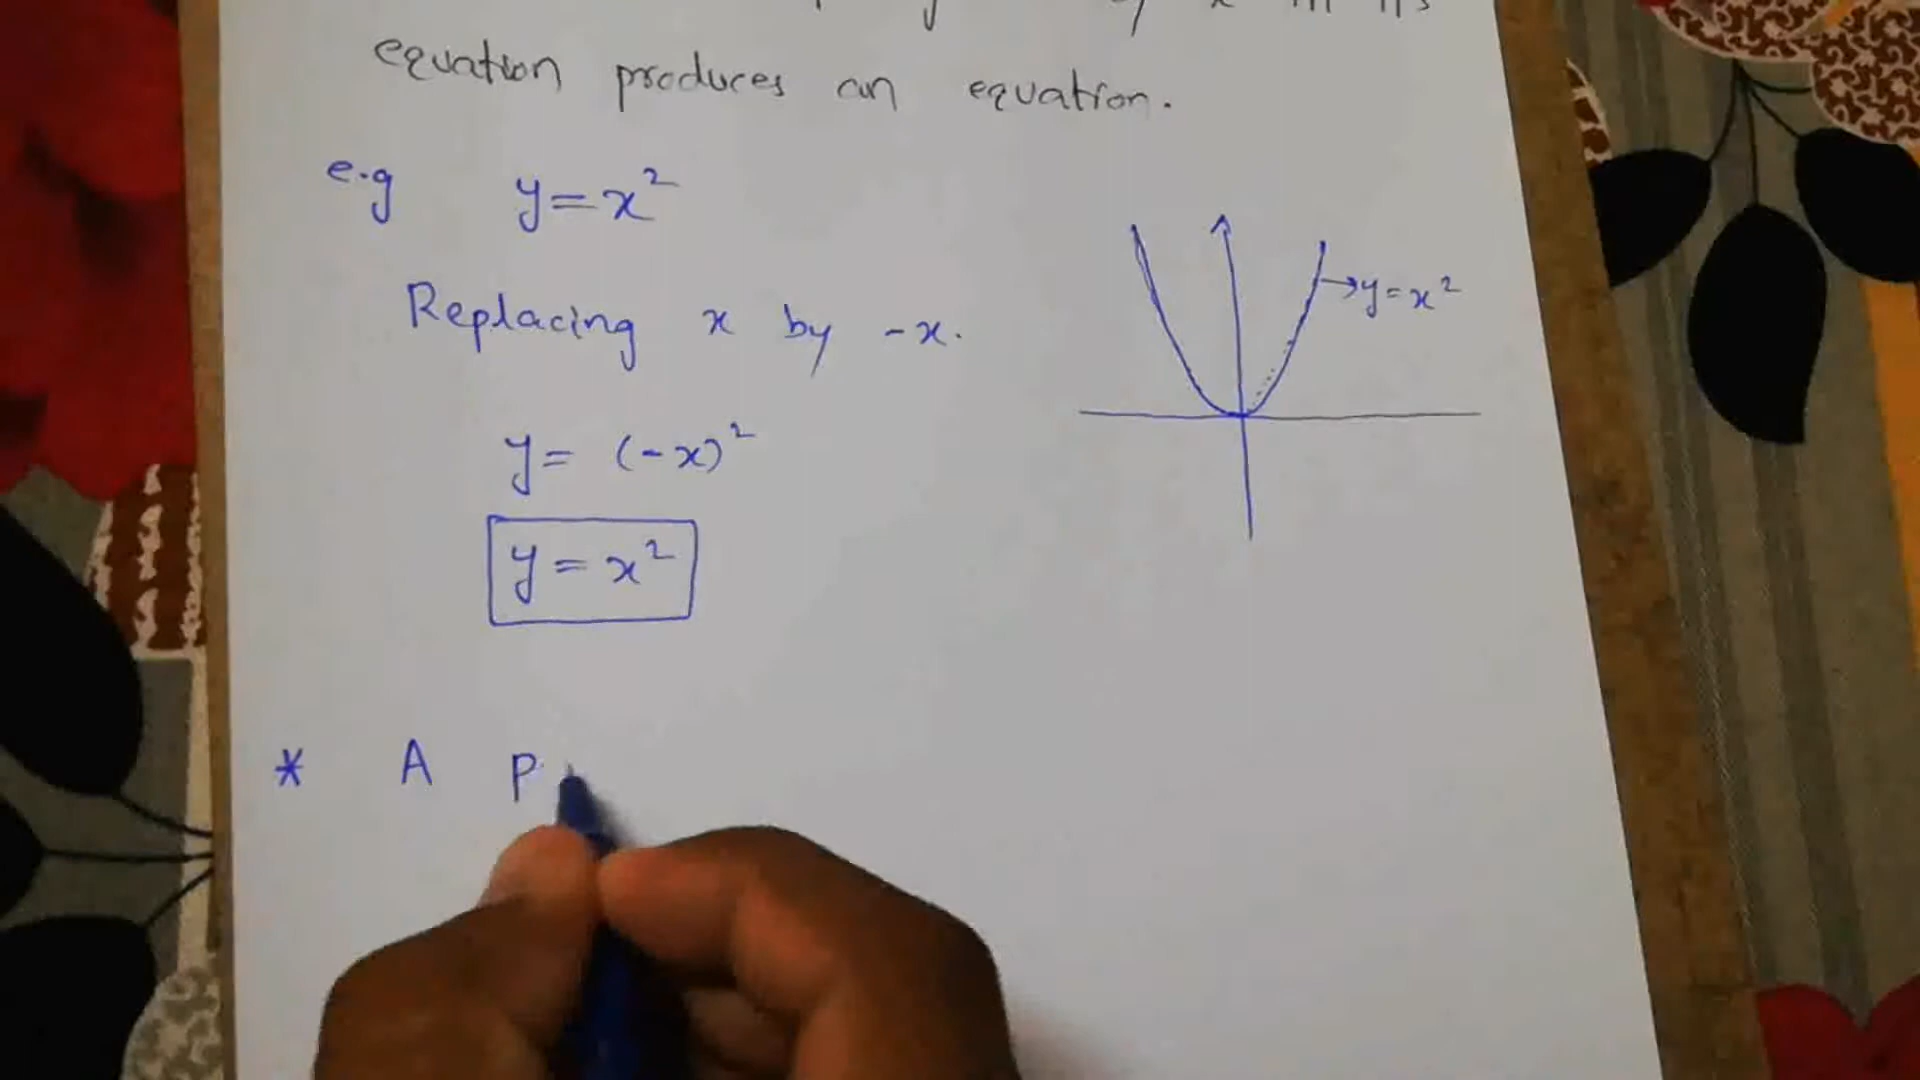 equation produces an equation.
e.g y = x²
Replacing x by -x.
y = (-x)²
y = x²
→ y = x²
* A p